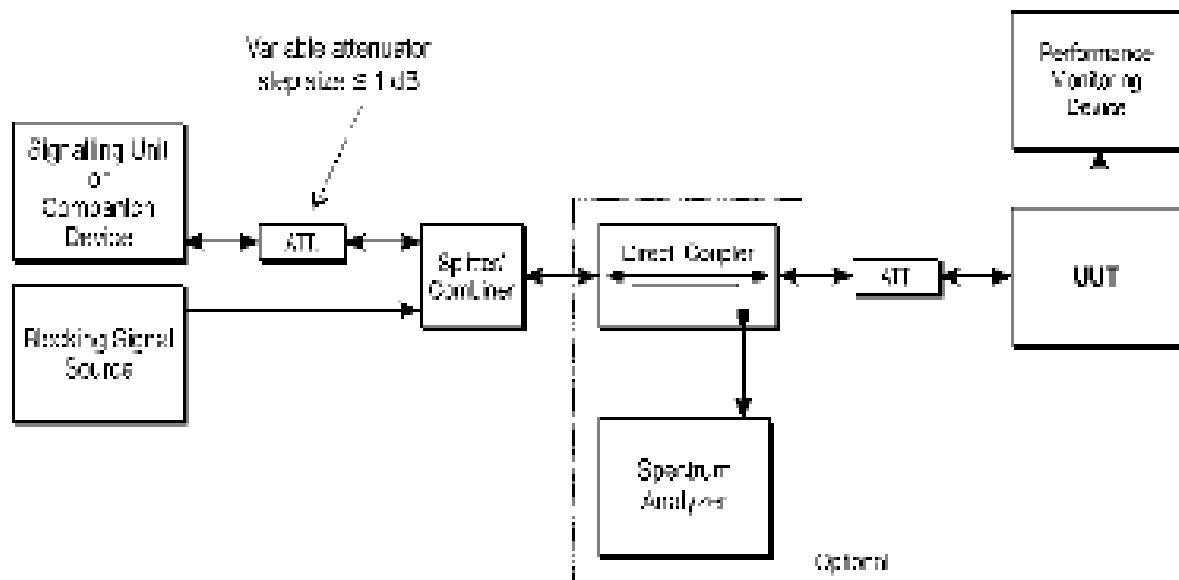 Variable attenuator
step size ≤ 1 dB
Performance
Monitoring
Device
Signalling Unit
or
Companion
Device
ATT.
Splitter/
Combiner
Direct. Coupler
ATT
UUT
Blocking Signal
Source
Spectrum
Analyzer
Optional